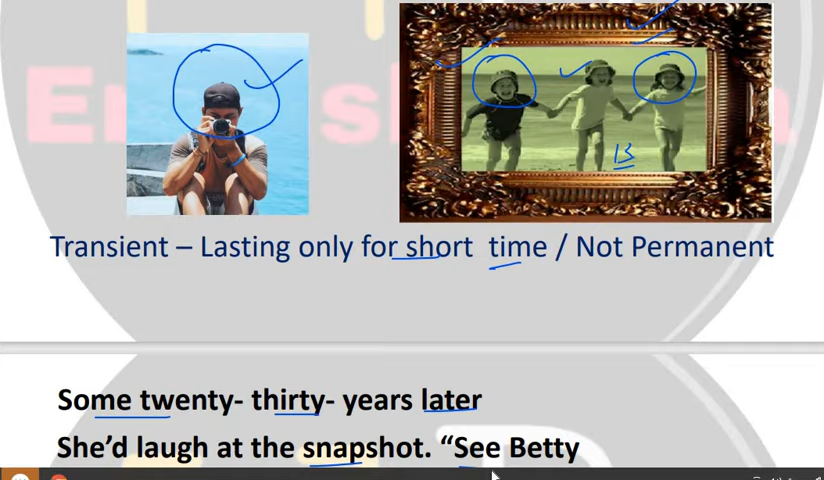 Transient – Lasting only for short time / Not Permanent
Some twenty- thirty- years later
She’d laugh at the snapshot. “See Betty